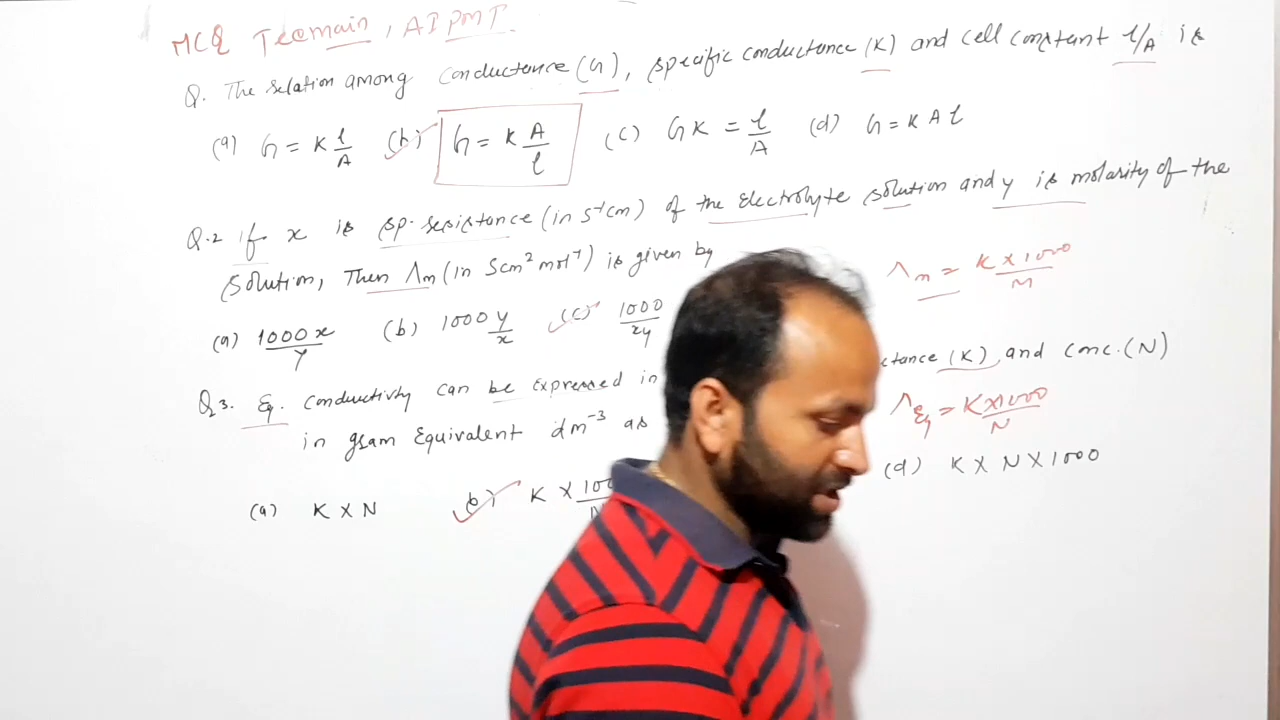 MCQ Jeemain, AIPMT.
Q. The relation among conductance (G), specific conductance (K) and cell constant l/A is
(a) G = K l/A (b) G = K A/l (c) GK = l/A (d) G = K A l
Q.2 If x is sp. resistance (in S⁻¹cm) of the electrolyte solution and y is molarity of the
solution, Then Λm (in Scm² mol⁻¹) is given by
Λm = K × 1000/M
(a) 1000x/y (b) 1000 y/x (c) 1000/xy
Q3. Eq. conductivity can be expressed in ctance (K) and conc. (N)
in gram Equivalent dm⁻³ as
ΛEq = K×1000/N
(a) K × N (b) K × 100/N (d) K × N × 1000